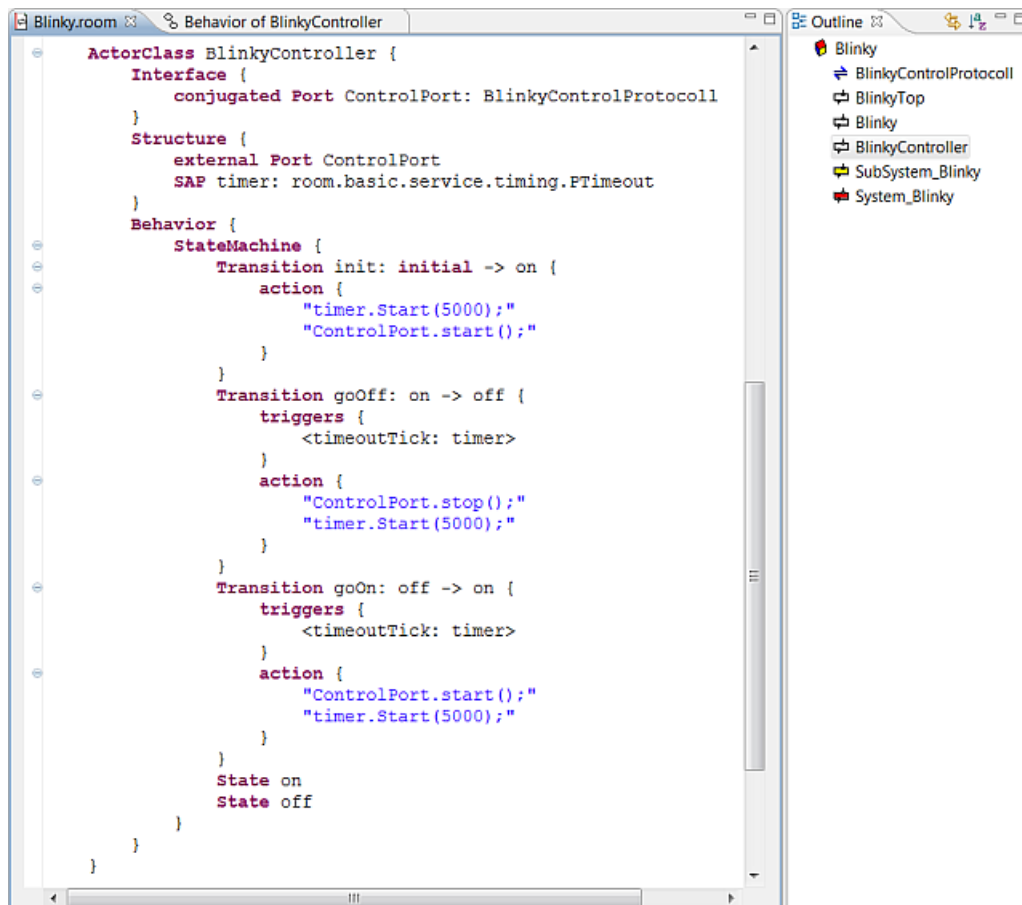 Blinky.room
Behavior of BlinkyController
ActorClass BlinkyController {
Interface {
conjugated Port ControlPort: BlinkyControlProtocoll
}
Structure {
external Port ControlPort
SAP timer: room.basic.service.timing.PTimeout
}
Behavior {
StateMachine {
Transition init: initial -> on {
action {
"timer.Start(5000);"
"ControlPort.start();"
}
}
Transition goOff: on -> off {
triggers {
<timeoutTick: timer>
}
action {
"ControlPort.stop();"
"timer.Start(5000);"
}
}
Transition goOn: off -> on {
triggers {
<timeoutTick: timer>
}
action {
"ControlPort.start();"
"timer.Start(5000);"
}
}
State on
State off
}
}
}
Outline
Blinky
BlinkyControlProtocoll
BlinkyTop
Blinky
BlinkyController
SubSystem_Blinky
System_Blinky